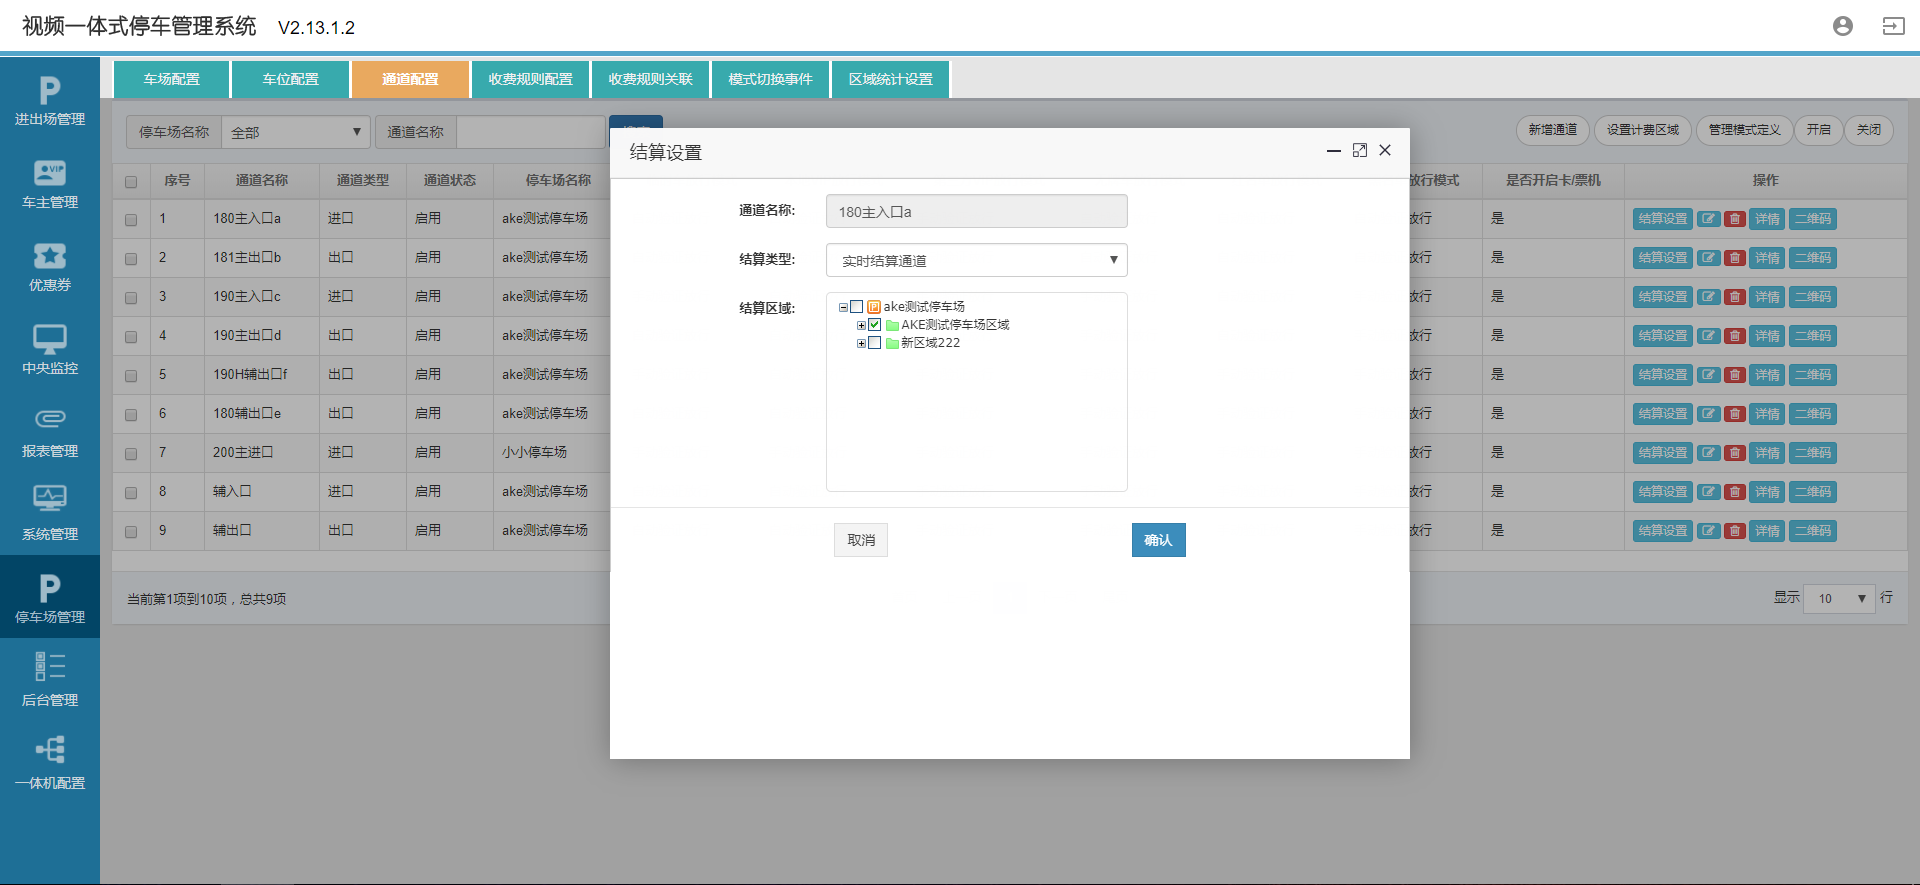 视频一体式停车管理系统 V2.13.1.2
进出场管理
车主管理
优惠券
中央监控
报表管理
系统管理
停车场管理
后台管理
一体机配置
车场配置 车位配置 通道配置 收费规则配置 收费规则关联 模式切换事件 区域统计设置
停车场名称 全部 通道名称
新增通道 设置计费区域 管理模式定义 开启 关闭
序号 通道名称 通道类型 通道状态 停车场名称 放行模式 是否开启卡/票机 操作
1 180主入口a 进口 启用 ake测试停车场 放行 是 结算设置 详情 二维码
2 181主出口b 出口 启用 ake测试停车场 放行 是 结算设置 详情 二维码
3 190主入口c 进口 启用 ake测试停车场 放行 是 结算设置 详情 二维码
4 190主出口d 出口 启用 ake测试停车场 放行 是 结算设置 详情 二维码
5 190H辅出口f 出口 启用 ake测试停车场 放行 是 结算设置 详情 二维码
6 180辅出口e 出口 启用 ake测试停车场 放行 是 结算设置 详情 二维码
7 200主进口 进口 启用 小小停车场 放行 是 结算设置 详情 二维码
8 辅入口 进口 启用 ake测试停车场 放行 是 结算设置 详情 二维码
9 辅出口 出口 启用 ake测试停车场 放行 是 结算设置 详情 二维码
当前第1项到10项，总共9项
显示 10 行
结算设置
通道名称: 180主入口a
结算类型: 实时结算通道
结算区域: ake测试停车场
AKE测试停车场区域
新区域222
取消 确认